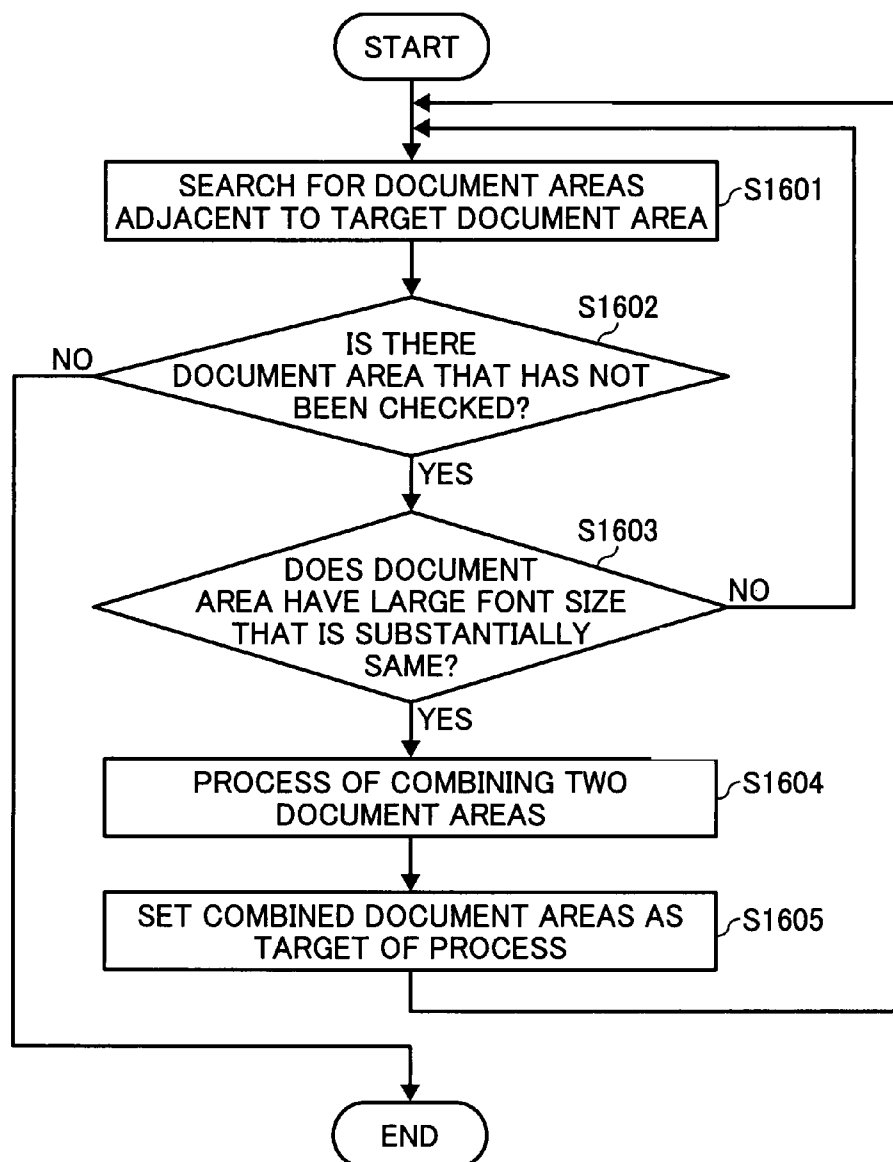 START
SEARCH FOR DOCUMENT AREAS
ADJACENT TO TARGET DOCUMENT AREA
S1601
S1602
IS THERE
DOCUMENT AREA THAT HAS NOT
BEEN CHECKED?
NO
YES
S1603
DOES DOCUMENT
AREA HAVE LARGE FONT SIZE
THAT IS SUBSTANTIALLY
SAME?
NO
YES
PROCESS OF COMBINING TWO
DOCUMENT AREAS
S1604
SET COMBINED DOCUMENT AREAS AS
TARGET OF PROCESS
S1605
END